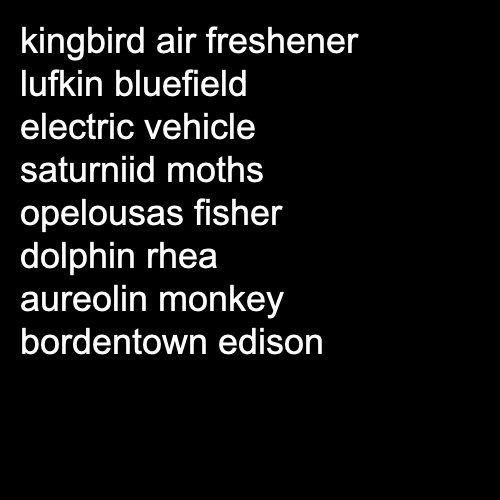 kingbird air freshener
lufkin bluefield
electric vehicle
saturniid moths
opelousas fisher
dolphin rhea
aureolin monkey
bordentown edison